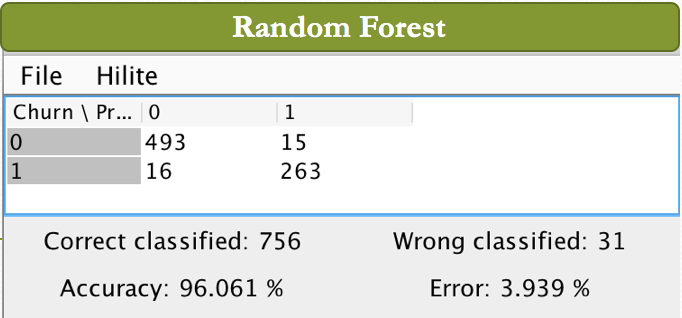 Random Forest
File Hilite
Churn \ Pr... 0 1
0 493 15
1 16 263
Correct classified: 756 Wrong classified: 31
Accuracy: 96.061 % Error: 3.939 %